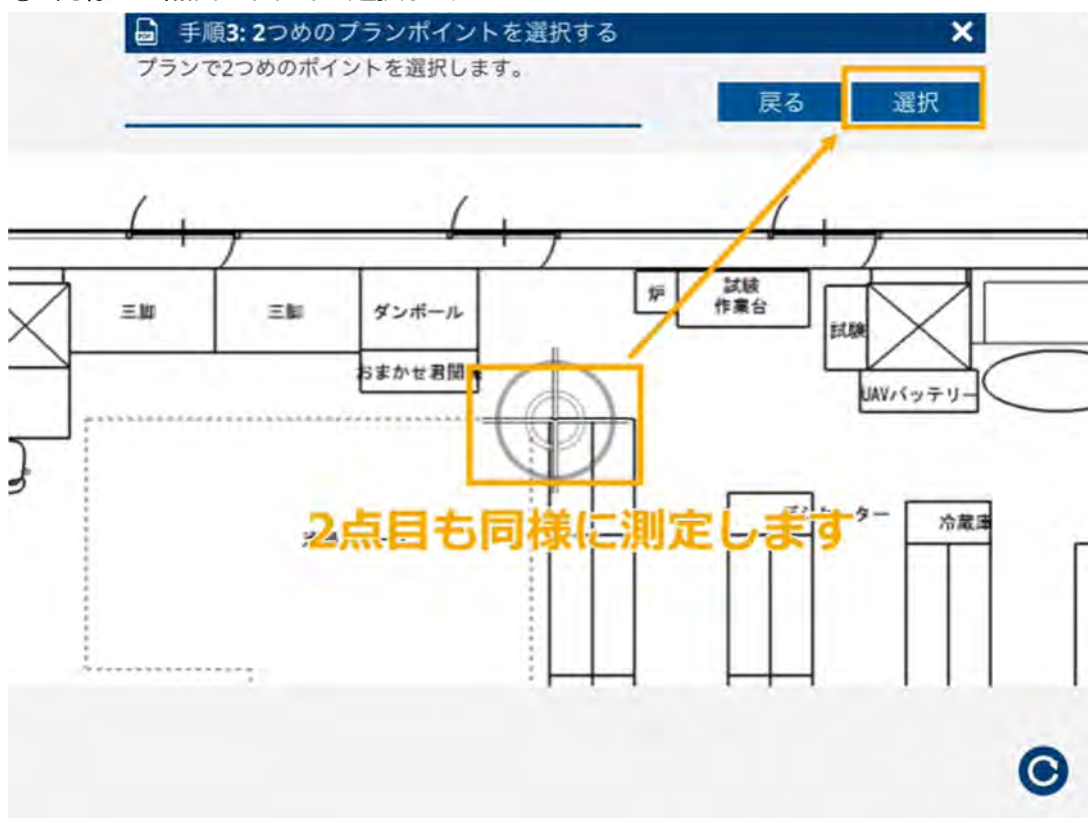 手順3: 2つめのプランポイントを選択する
プランで2つめのポイントを選択します。
戻る
選択
炉
試験
作業台
三脚
三脚
ダンボール
試験
おまかせ君関
UAVバッテリー
2点目も同様に測定します
ター
冷蔵庫